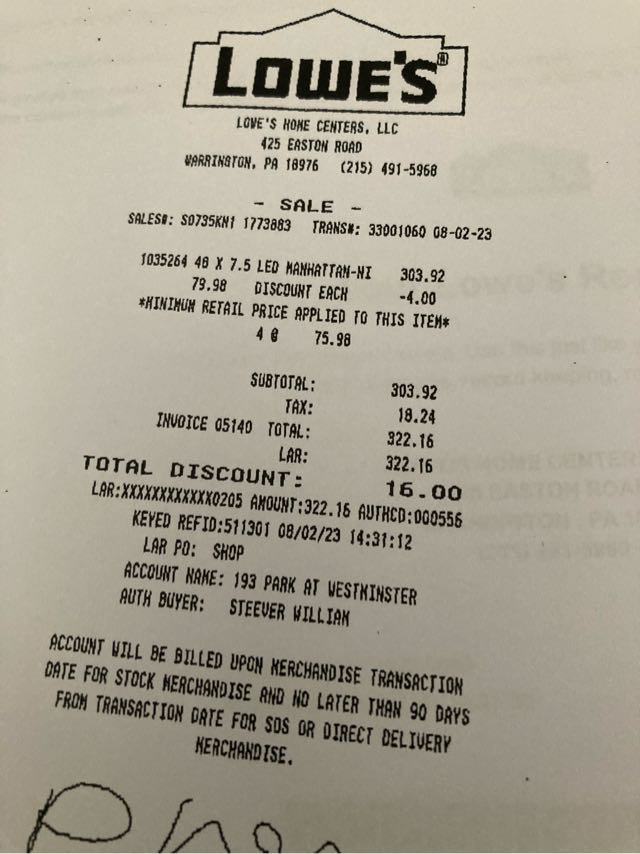 LOWE'S®
LOWE'S HOME CENTERS, LLC
425 EASTON ROAD
WARRINGTON, PA 18976 (215) 491-5968
- SALE -
SALES#: S0735KH1 1773883 TRANS#: 33001060 08-02-23
1035264 48 X 7.5 LED MANHATTAN-NI 303.92
79.98 DISCOUNT EACH -4.00
*MINIMUM RETAIL PRICE APPLIED TO THIS ITEM*
4 @ 75.98
SUBTOTAL: 303.92
TAX: 18.24
INVOICE 05140 TOTAL: 322.16
LAR: 322.16
TOTAL DISCOUNT: 16.00
LAR:XXXXXXXXXXXX0205 AMOUNT:322.16 AUTHCD:000556
KEYED REFID:511301 08/02/23 14:31:12
LAR PO: SHOP
ACCOUNT NAME: 193 PARK AT WESTMINSTER
AUTH BUYER: STEEVER WILLIAM
ACCOUNT WILL BE BILLED UPON MERCHANDISE TRANSACTION
DATE FOR STOCK MERCHANDISE AND NO LATER THAN 90 DAYS
FROM TRANSACTION DATE FOR SOS OR DIRECT DELIVERY
MERCHANDISE.